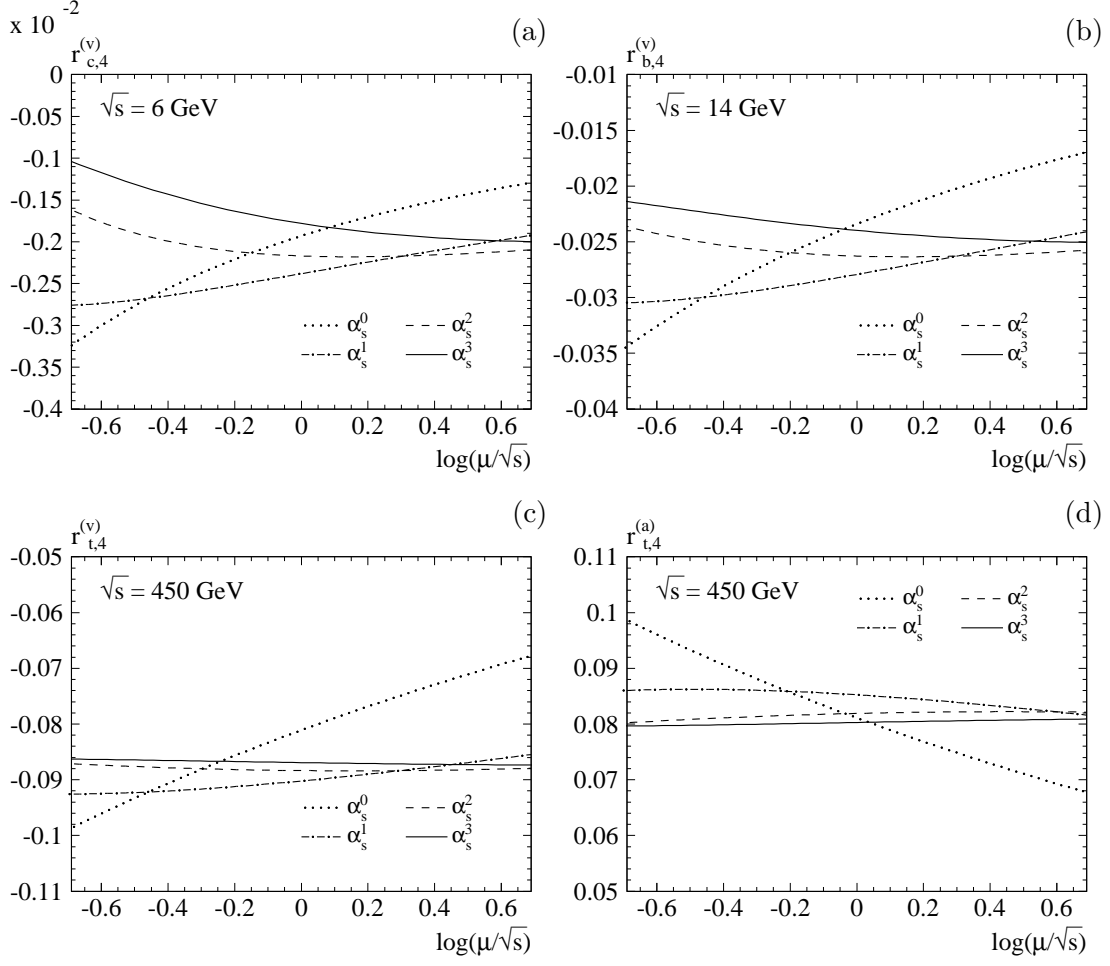 x 10 -2
(a)
r_{c,4}^{(v)}
√s = 6 GeV
0
-0.05
-0.1
-0.15
-0.2
-0.25
-0.3
-0.35
-0.4
α_s^0 α_s^2
α_s^1 α_s^3
-0.6 -0.4 -0.2 0 0.2 0.4 0.6
log(μ/√s)
(b)
r_{b,4}^{(v)}
√s = 14 GeV
-0.01
-0.015
-0.02
-0.025
-0.03
-0.035
-0.04
α_s^0 α_s^2
α_s^1 α_s^3
-0.6 -0.4 -0.2 0 0.2 0.4 0.6
log(μ/√s)
(c)
r_{t,4}^{(v)}
√s = 450 GeV
-0.05
-0.06
-0.07
-0.08
-0.09
-0.1
-0.11
α_s^0 α_s^2
α_s^1 α_s^3
-0.6 -0.4 -0.2 0 0.2 0.4 0.6
log(μ/√s)
(d)
r_{t,4}^{(a)}
√s = 450 GeV
α_s^0 α_s^2
α_s^1 α_s^3
0.11
0.1
0.09
0.08
0.07
0.06
0.05
-0.6 -0.4 -0.2 0 0.2 0.4 0.6
log(μ/√s)